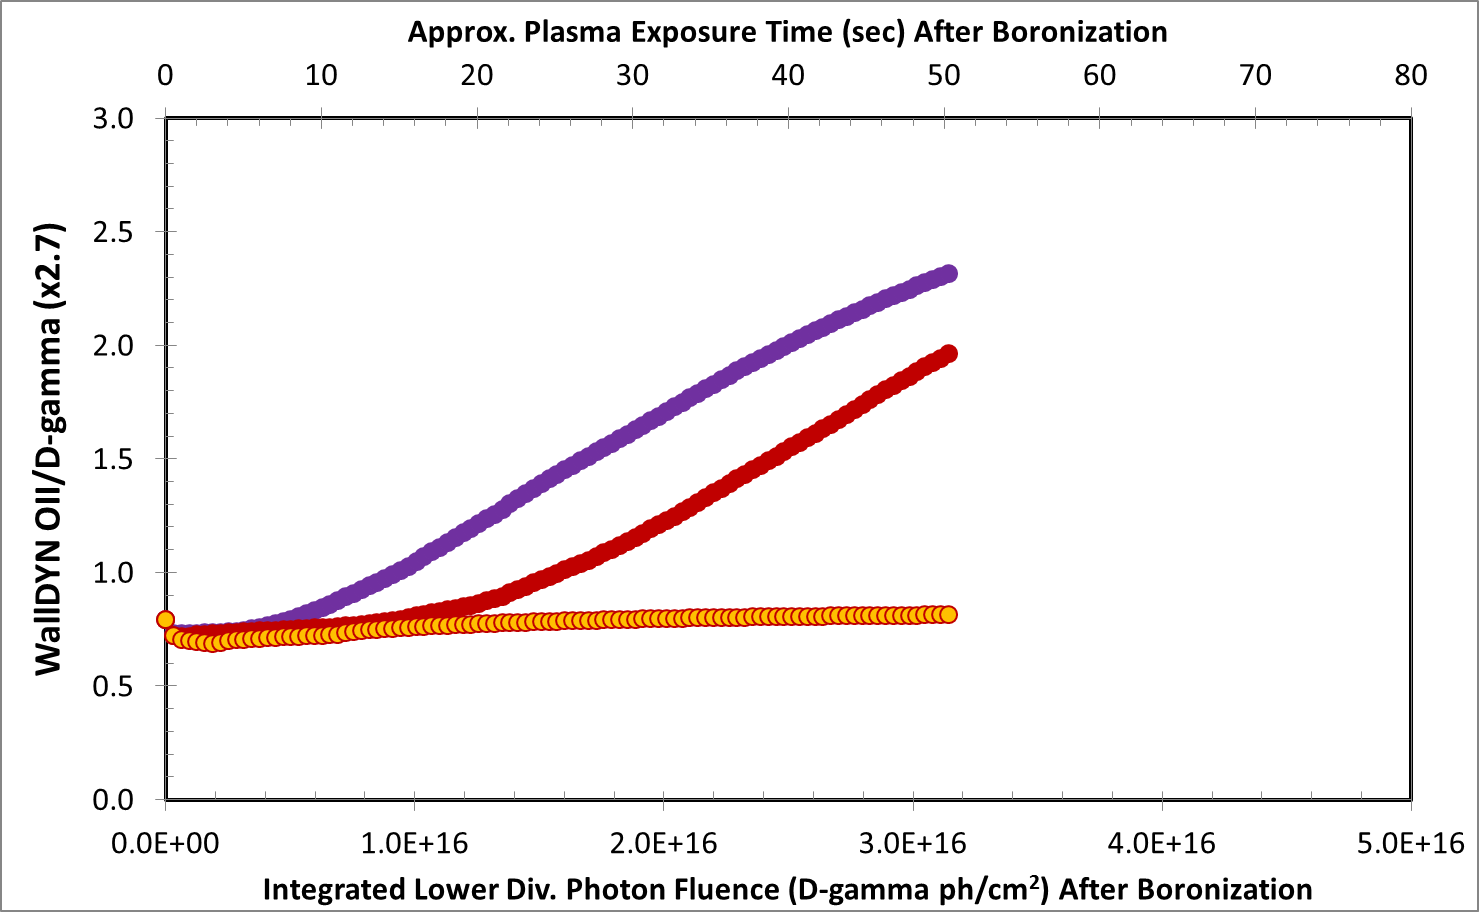 Approx. Plasma Exposure Time (sec) After Boronization
0 10 20 30 40 50 60 70 80
WallDYN OII/D-gamma (x2.7)
3.0
2.5
2.0
1.5
1.0
0.5
0.0
0.0E+00 1.0E+16 2.0E+16 3.0E+16 4.0E+16 5.0E+16
Integrated Lower Div. Photon Fluence (D-gamma ph/cm²) After Boronization